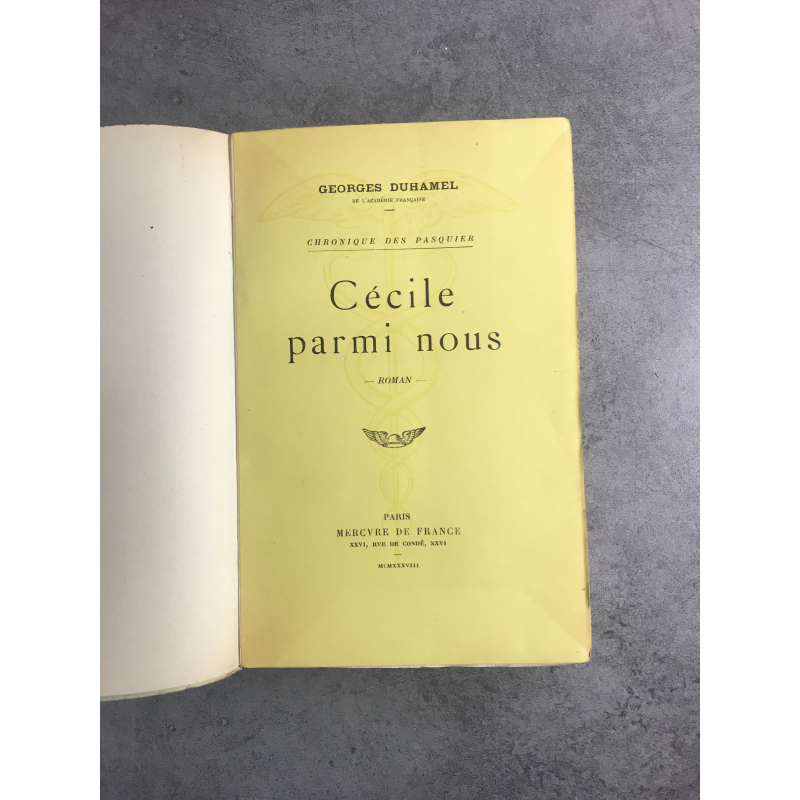 GEORGES DUHAMEL
DE L'ACADÉMIE FRANÇAISE
CHRONIQUE DES PASQUIER
Cécile
parmi nous
— ROMAN —
PARIS
MERCVRE DE FRANCE
XXVI, RVE DE CONDÉ, XXVI
MCMXXXVIII